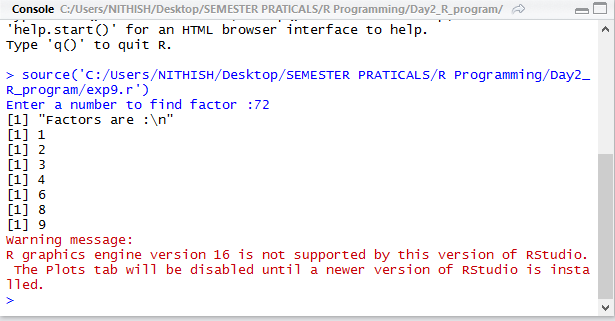 Console C:/Users/NITHISH/Desktop/SEMESTER PRATICALS/R Programming/Day2_R_program/
'help.start()' for an HTML browser interface to help.
Type 'q()' to quit R.
> source('C:/Users/NITHISH/Desktop/SEMESTER PRATICALS/R Programming/Day2_
R_program/exp9.r')
Enter a number to find factor :72
[1] "Factors are :\n"
[1] 1
[1] 2
[1] 3
[1] 4
[1] 6
[1] 8
[1] 9
Warning message:
R graphics engine version 16 is not supported by this version of RStudio.
 The Plots tab will be disabled until a newer version of RStudio is insta
lled.
>